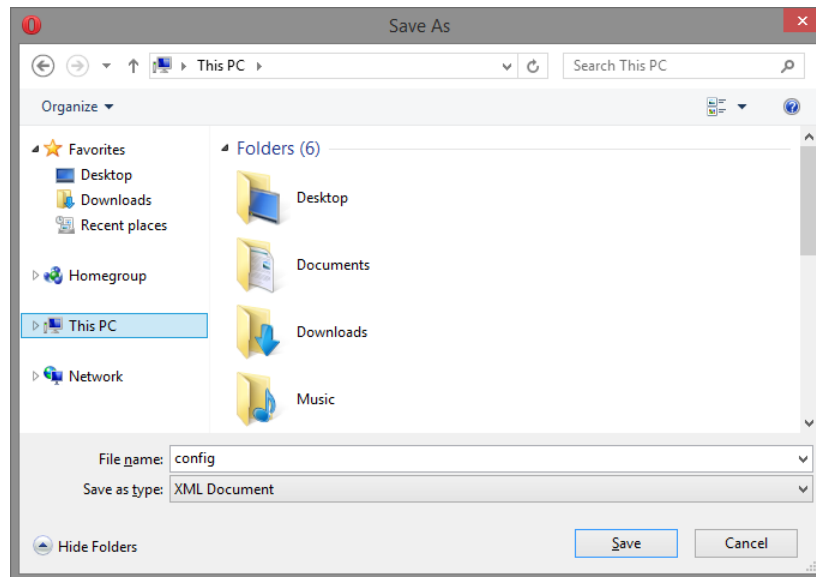 Save As
This PC
Search This PC
Organize
Favorites
Desktop
Downloads
Recent places
Homegroup
This PC
Network
Folders (6)
Desktop
Documents
Downloads
Music
File name: config
Save as type: XML Document
Hide Folders
Save Cancel